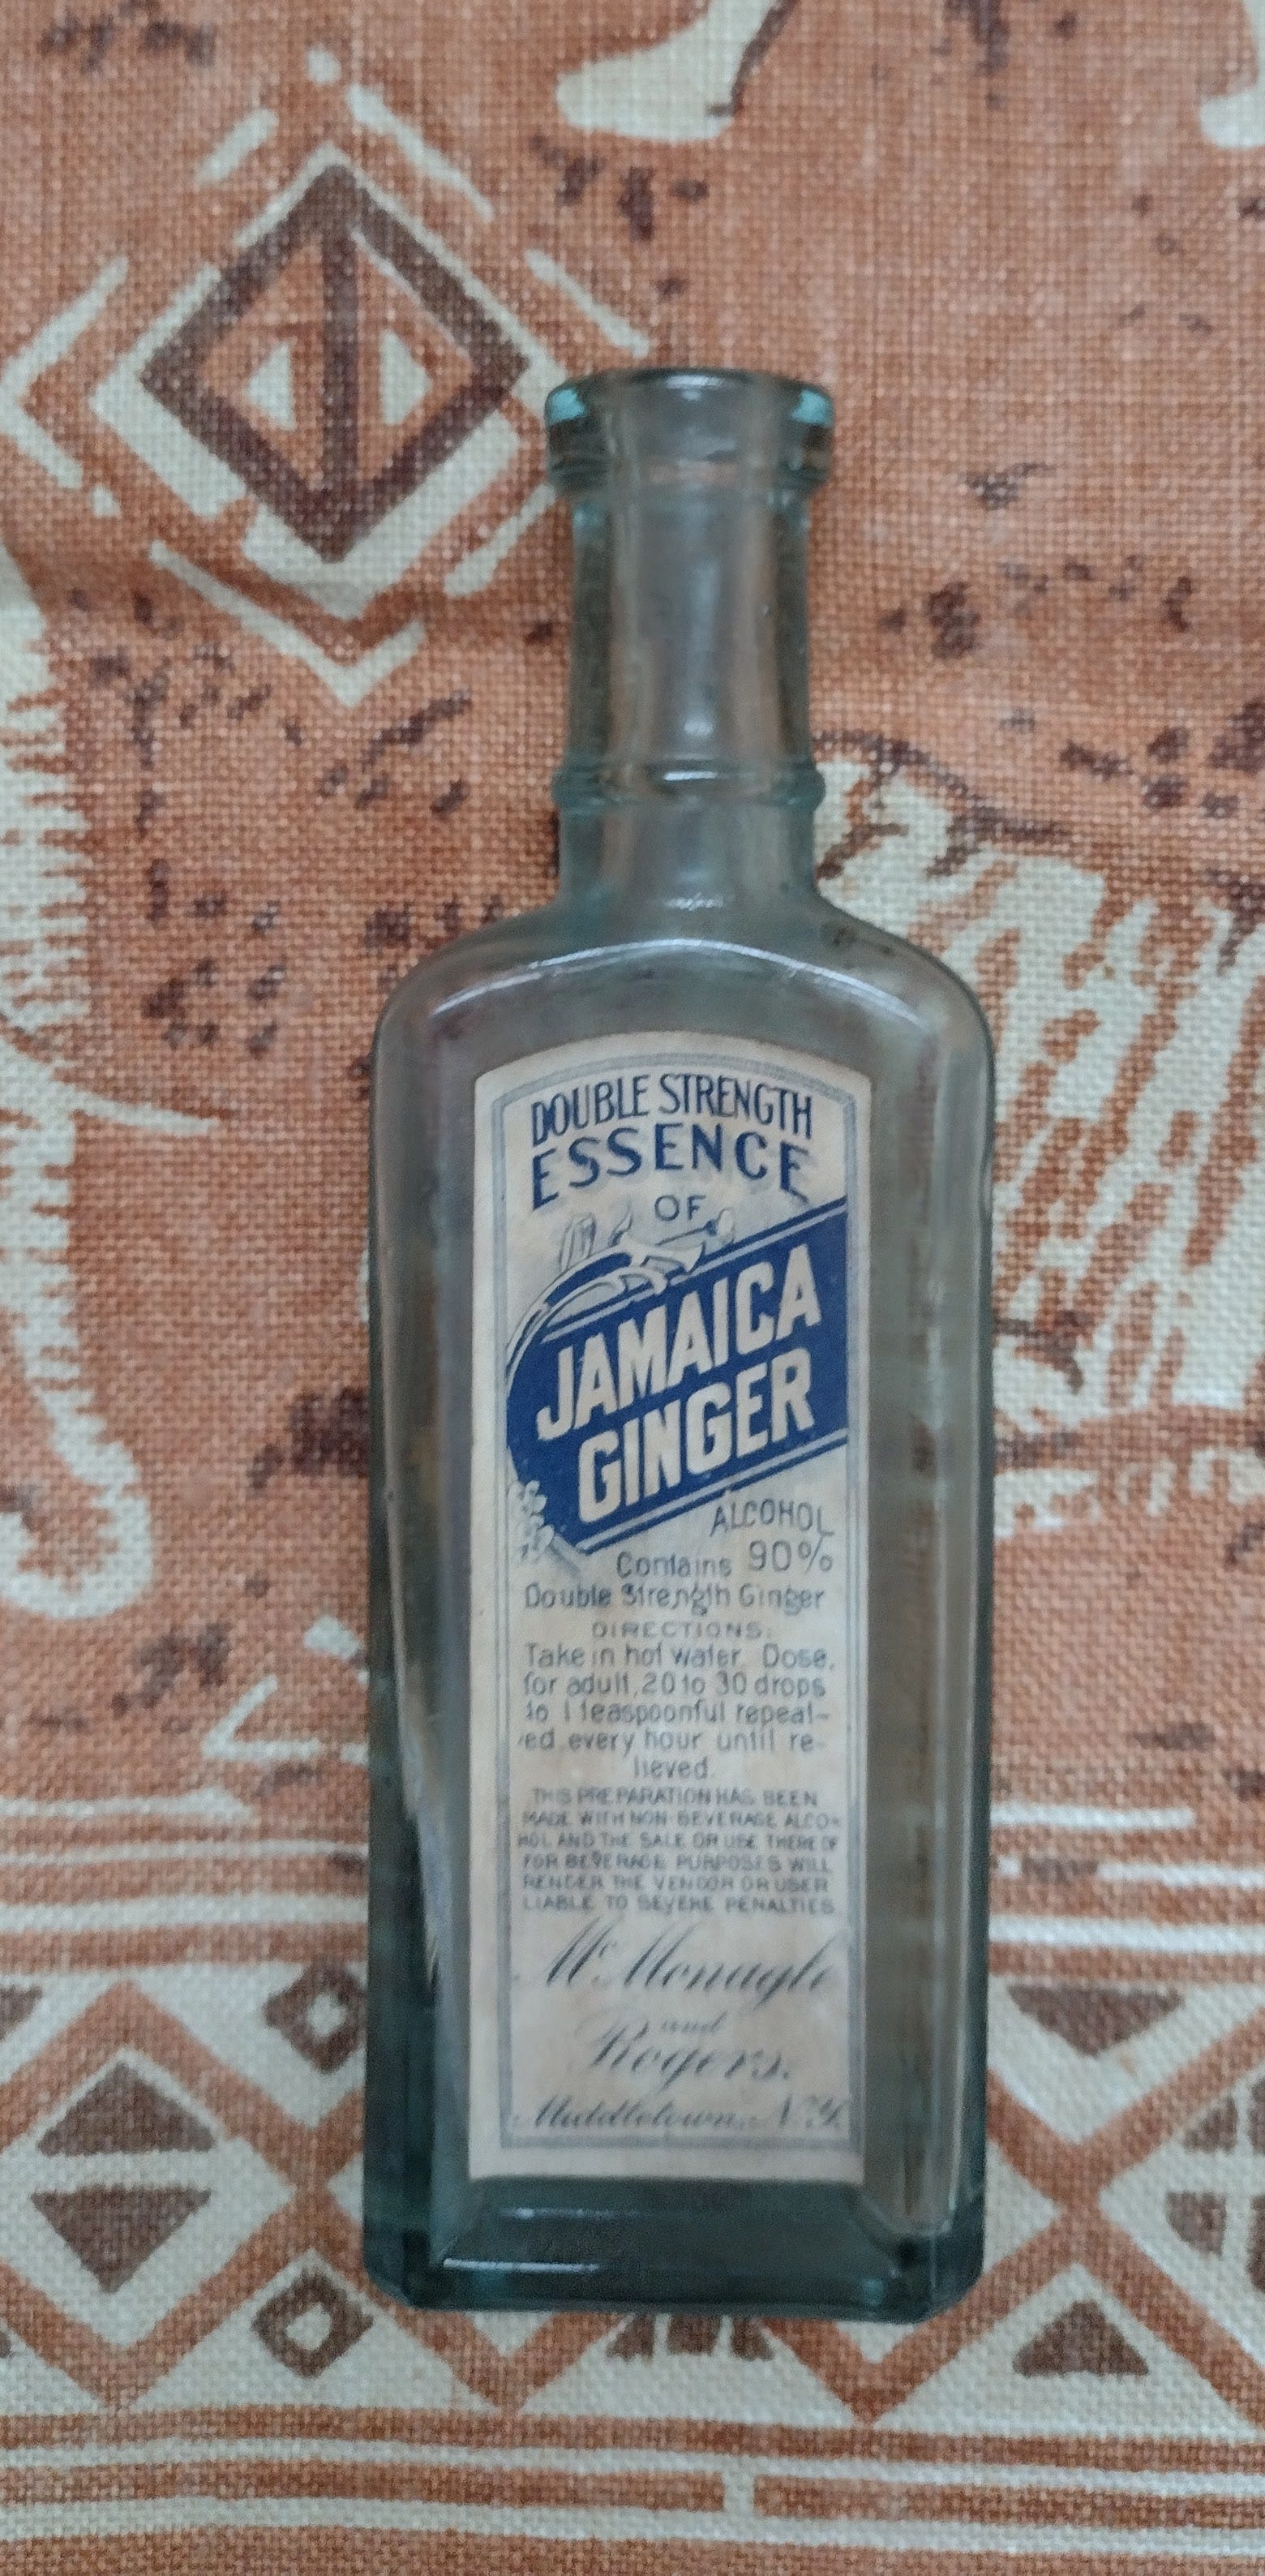 DOUBLE STRENGTH
ESSENCE
OF
JAMAICA
GINGER
ALCOHOL
Contains 90%
Double Strength Ginger
DIRECTIONS:
Take in hot water. Dose,
for adult, 20 to 30 drops
to 1 teaspoonful repeat-
ed every hour until re-
lieved.
THIS PREPARATION HAS BEEN
MADE WITH NON-BEVERAGE ALCO-
HOL AND THE SALE OR USE THEREOF
FOR BEVERAGE PURPOSES WILL
RENDER THE VENDOR OR USER
LIABLE TO SEVERE PENALTIES.
McMonagle
and
Rogers.
Middletown, N.Y.